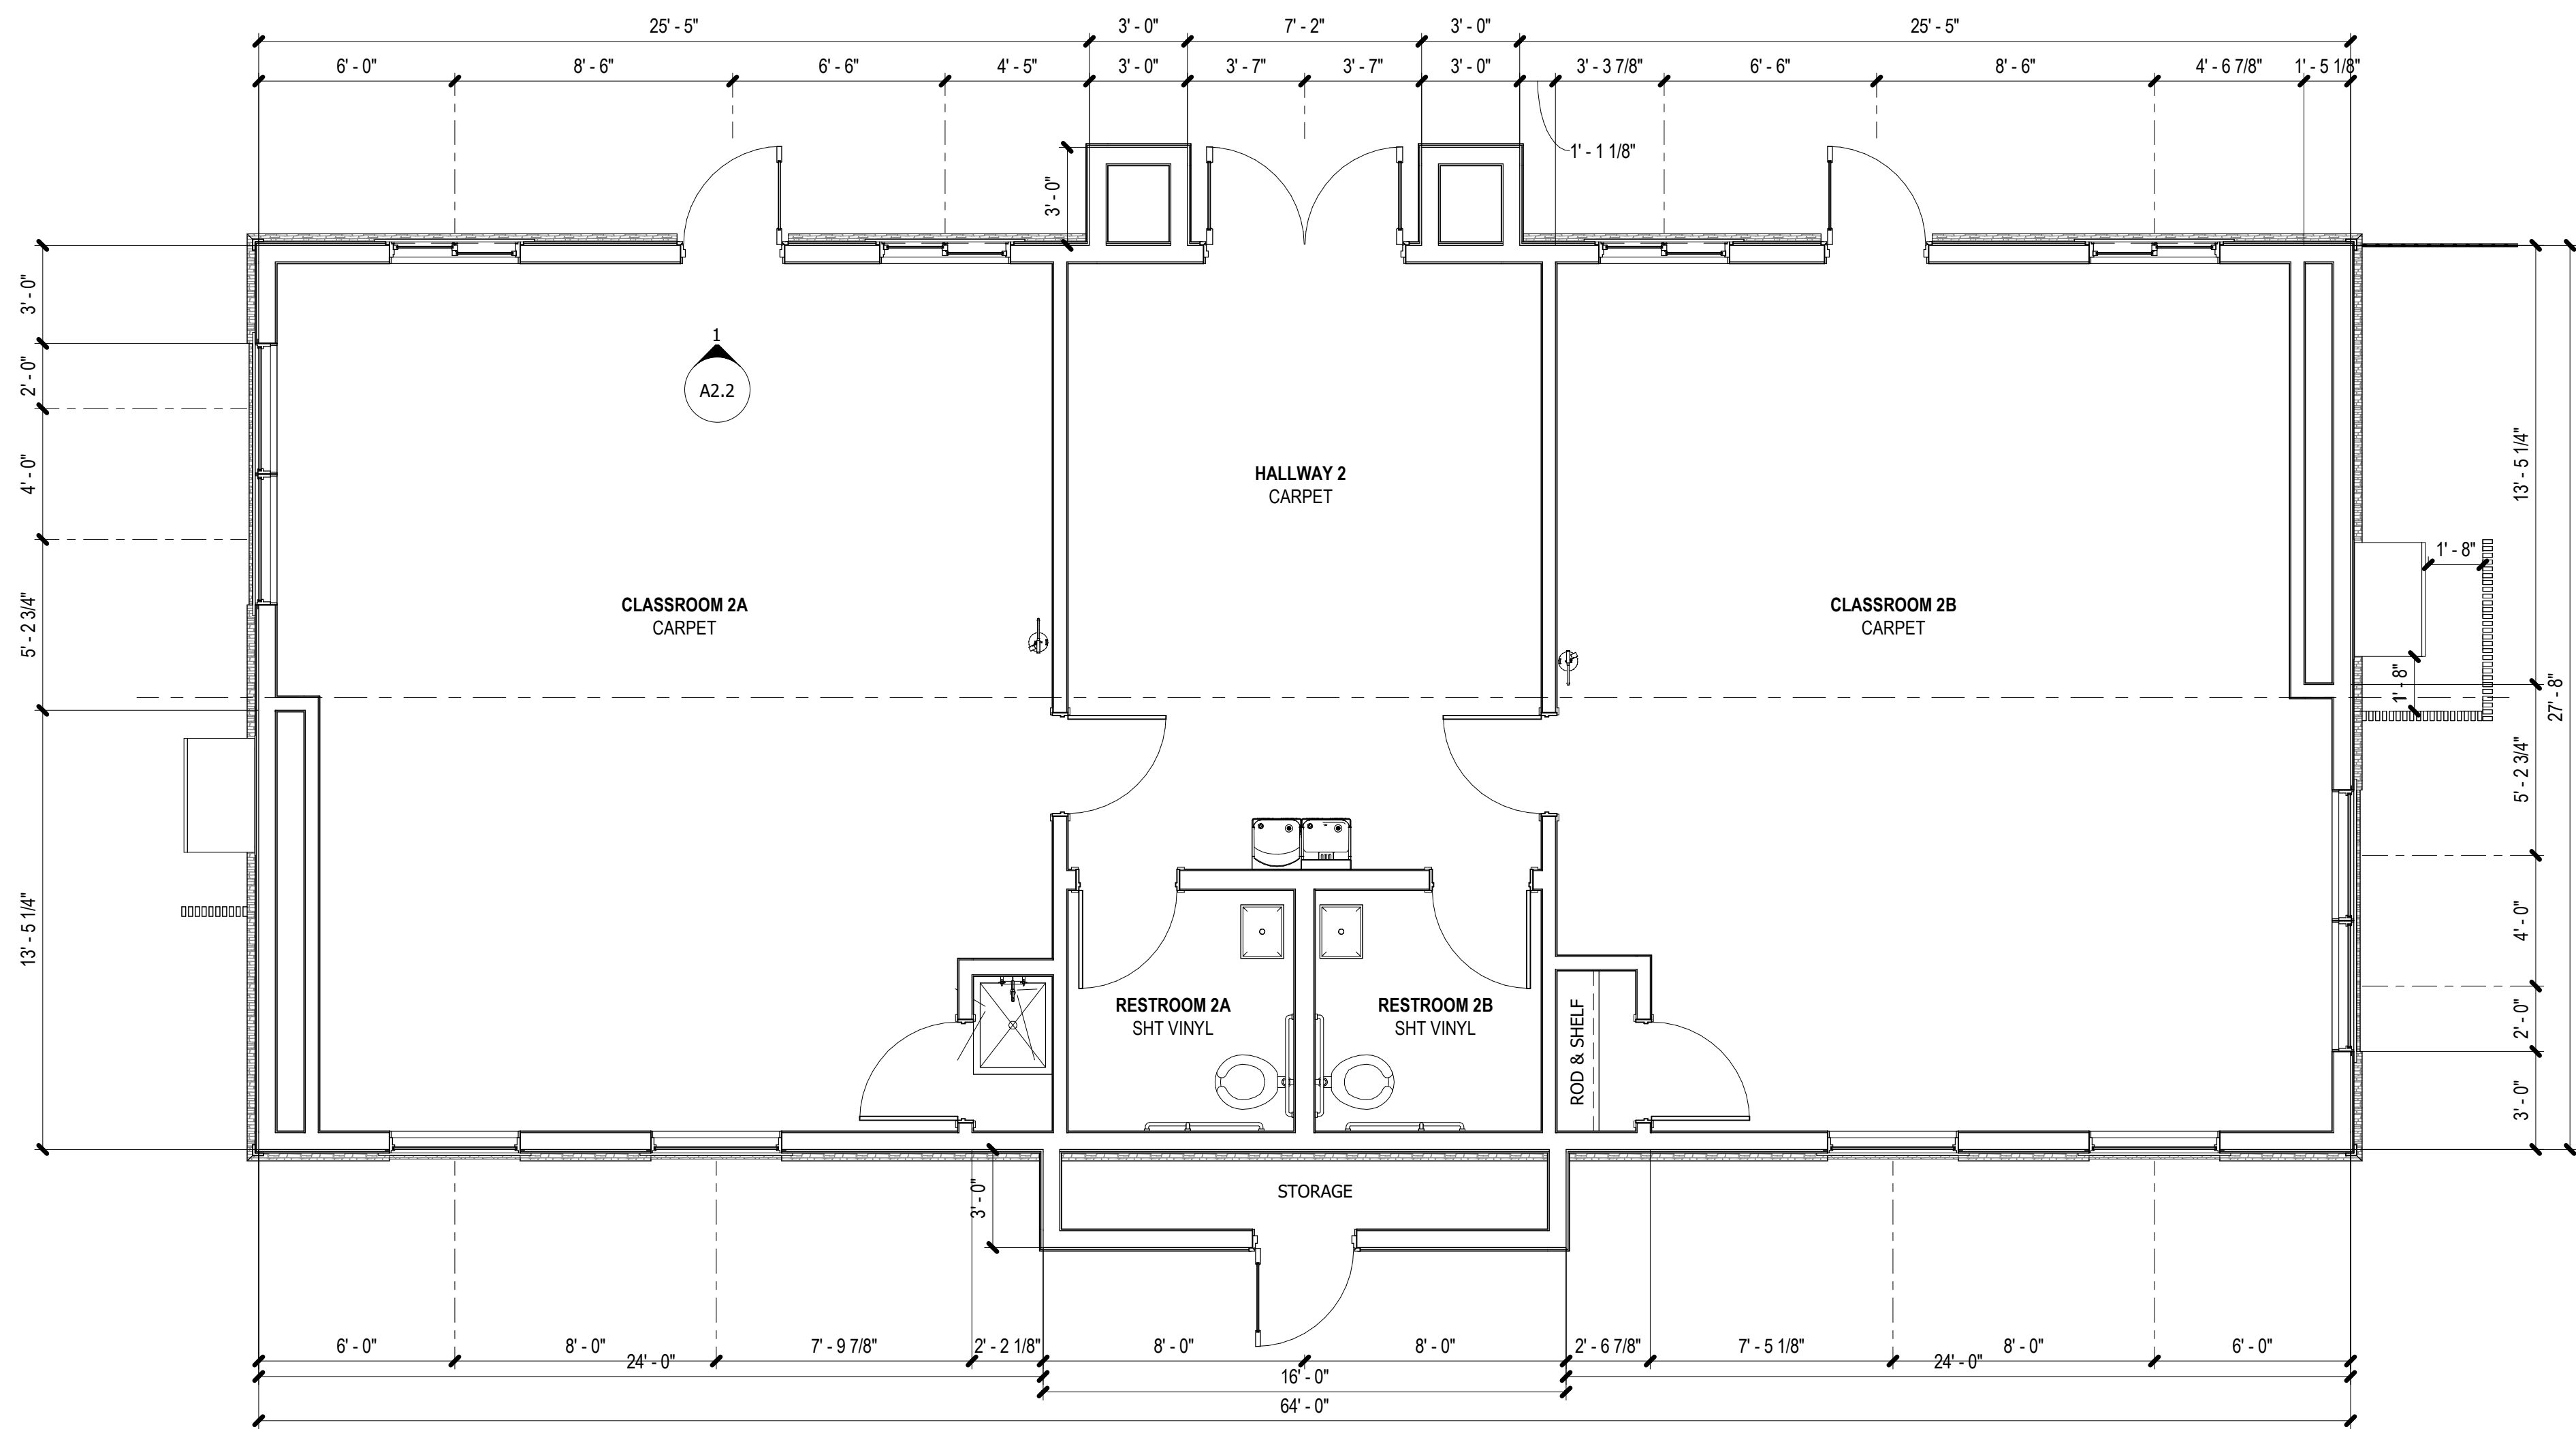 25' - 5"
3' - 0"
7' - 2"
3' - 0"
25' - 5"
6' - 0"
8' - 6"
6' - 6"
4' - 5"
3' - 0"
3' - 7"
3' - 7"
3' - 0"
3' - 3 7/8"
6' - 6"
8' - 6"
4' - 6 7/8"
1' - 5 1/8"
1' - 1 1/8"
3' - 0"
3' - 0"
2' - 0"
4' - 0"
5' - 2 3/4"
13' - 5 1/4"
1
A2.2
HALLWAY 2
CARPET
CLASSROOM 2A
CARPET
CLASSROOM 2B
CARPET
13' - 5 1/4"
1' - 8"
1' - 8"
27' - 8"
5' - 2 3/4"
4' - 0"
2' - 0"
3' - 0"
RESTROOM 2A
SHT VINYL
RESTROOM 2B
SHT VINYL
ROD & SHELF
STORAGE
3' - 0"
6' - 0"
8' - 0"
7' - 9 7/8"
2' - 2 1/8"
8' - 0"
8' - 0"
2' - 6 7/8"
7' - 5 1/8"
8' - 0"
6' - 0"
24' - 0"
16' - 0"
24' - 0"
64' - 0"